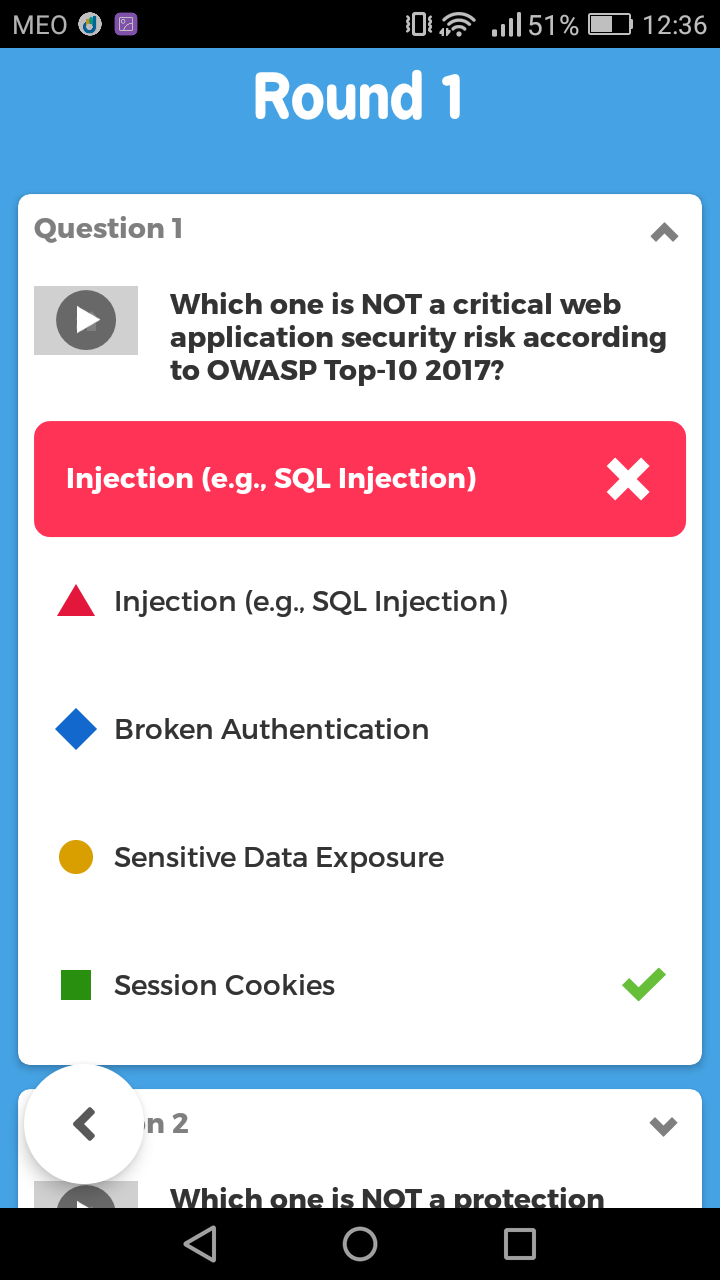 MEO 51% 12:36
Round 1
Question 1
Which one is NOT a critical web
application security risk according
to OWASP Top-10 2017?
Injection (e.g., SQL Injection)
Injection (e.g., SQL Injection)
Broken Authentication
Sensitive Data Exposure
Session Cookies
n 2
Which one is NOT a protection